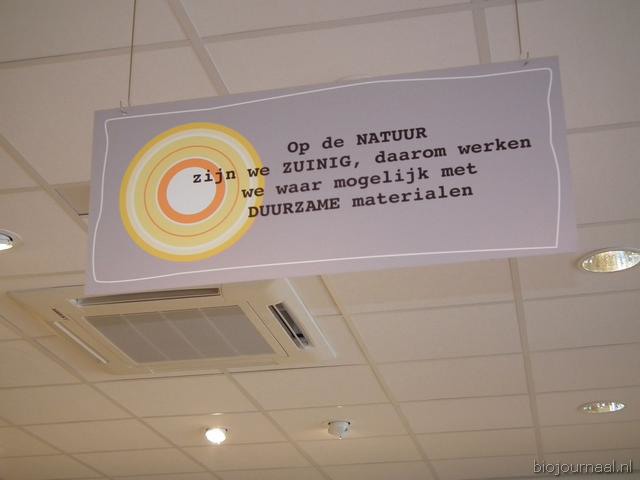 Op de NATUUR
zijn we ZUINIG, daarom werken
we waar mogelijk met
DUURZAME materialen
biojournaal.nl